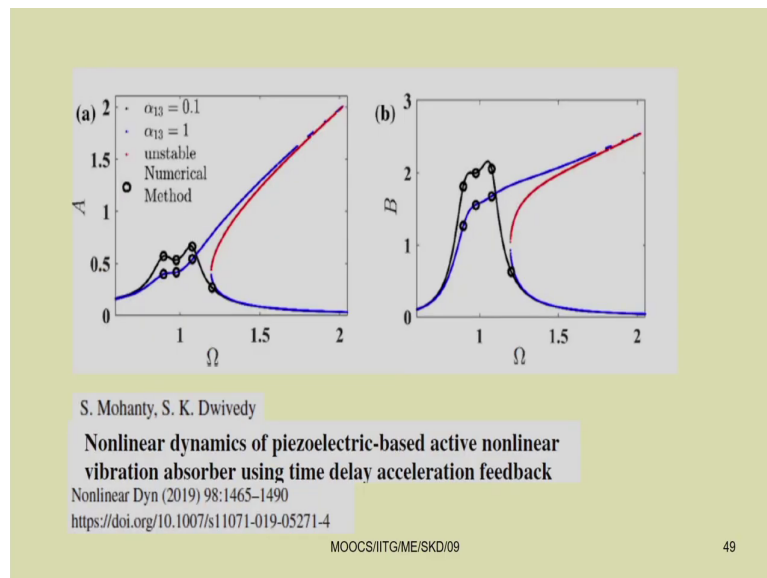 (a)
2
1.5
1
0.5
0
A
α₁₃ = 0.1
α₁₃ = 1
unstable
Numerical
Method
1 1.5 2
Ω
(b)
3
2
1
0
B
1 1.5 2
Ω
S. Mohanty, S. K. Dwivedy
Nonlinear dynamics of piezoelectric-based active nonlinear
vibration absorber using time delay acceleration feedback
Nonlinear Dyn (2019) 98:1465–1490
https://doi.org/10.1007/s11071-019-05271-4
MOOCS/IITG/ME/SKD/09 49